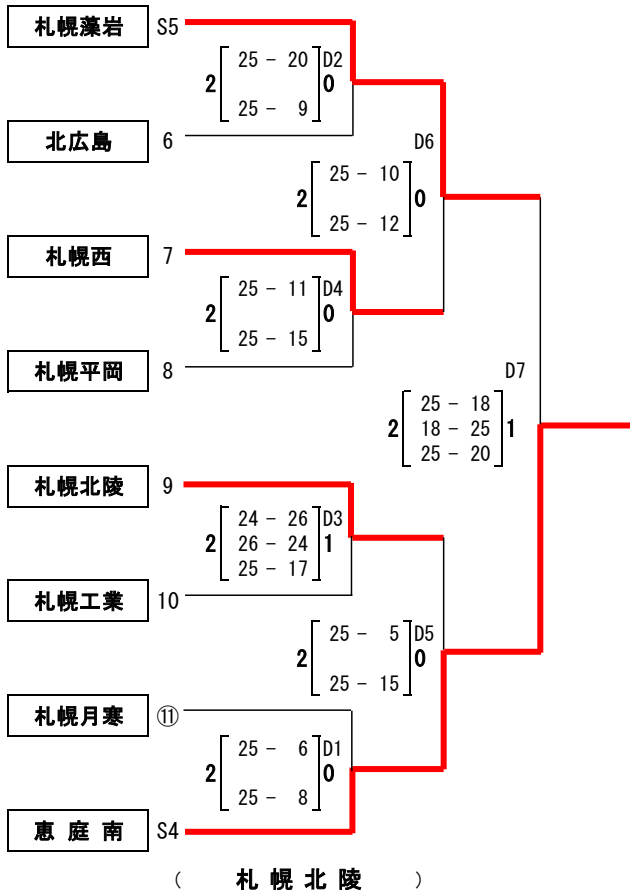 札幌藻岩 S5
25 - 20 D2
2 0
25 - 9
北広島 6
D6
25 - 10
2 0
25 - 12
札幌西 7
25 - 11 D4
2 0
25 - 15
札幌平岡 8
D7
25 - 18
2 18 - 25 1
25 - 20
札幌北陵 9
24 - 26 D3
2 26 - 24 1
25 - 17
札幌工業 10
25 - 5 D5
2 0
25 - 15
札幌月寒 ⑪
25 - 6 D1
2 0
25 - 8
恵庭南 S4
( 札幌北陵 )